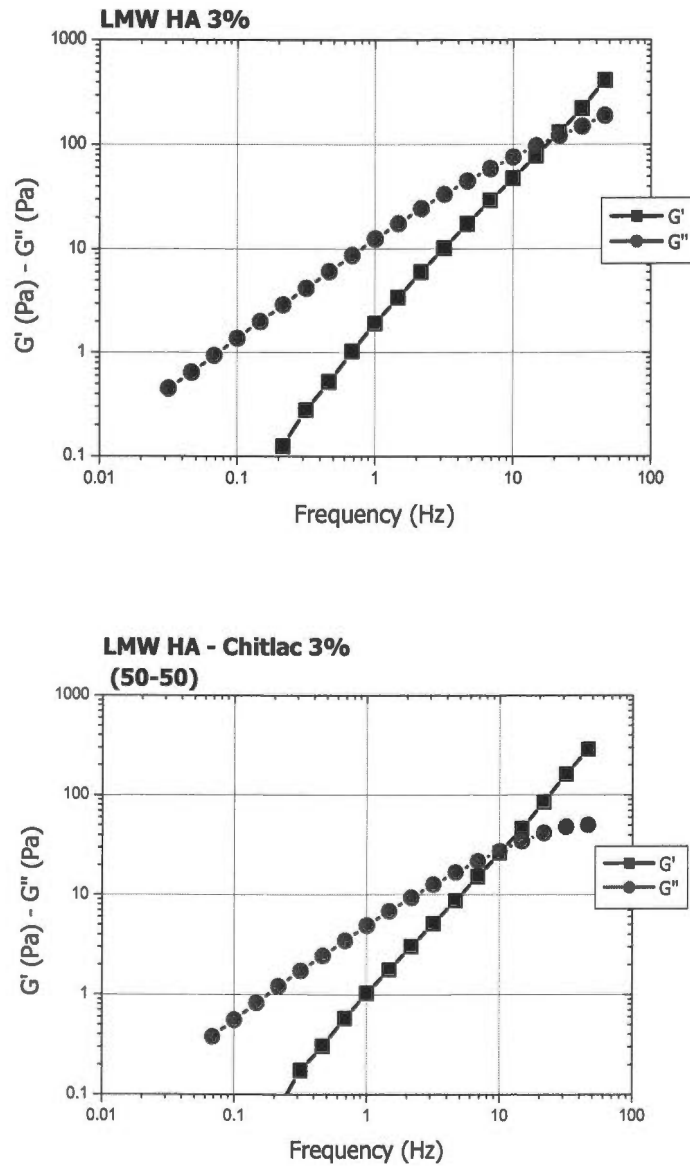 LMW HA 3%
1000
100
10
1
0.1
G' (Pa) - G" (Pa)
0.01 0.1 1 10 100
Frequency (Hz)
G'
G"
LMW HA - Chitlac 3%
(50-50)
1000
100
10
1
0.1
G' (Pa) - G" (Pa)
0.01 0.1 1 10 100
Frequency (Hz)
G'
G"